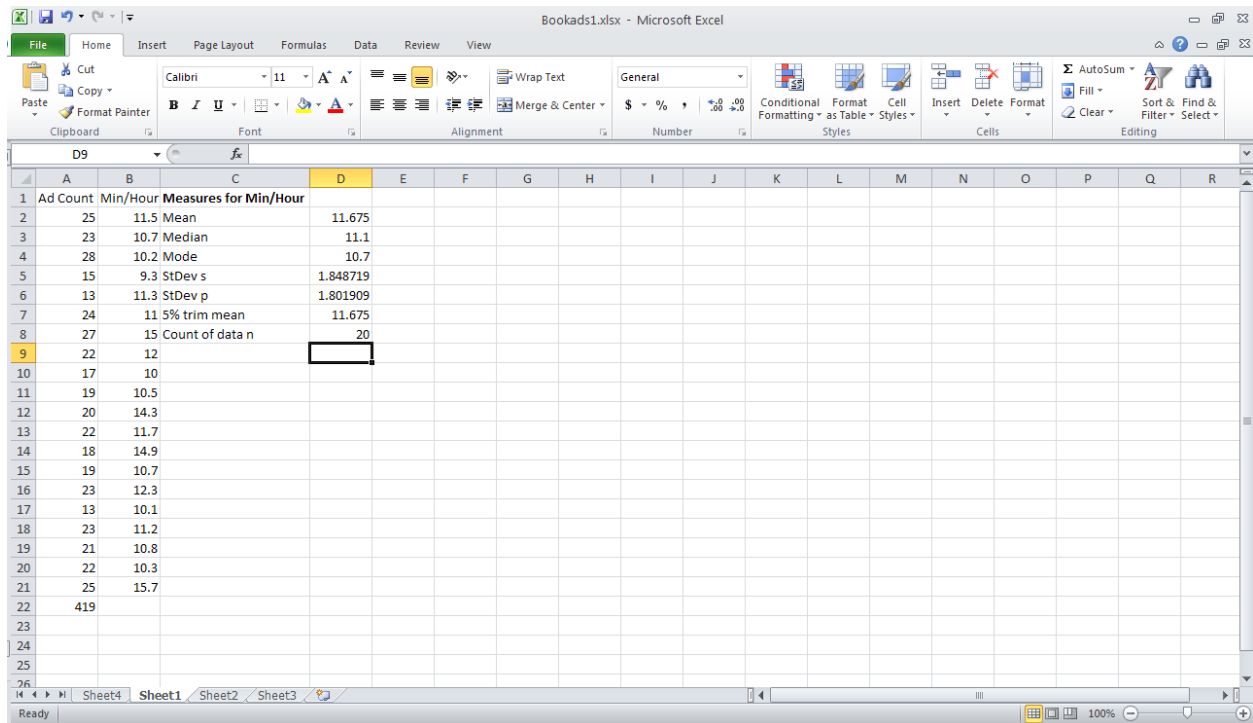 Bookads1.xlsx - Microsoft Excel
File Home Insert Page Layout Formulas Data Review View
Paste
Cut
Copy
Format Painter
Clipboard
Calibri 11 A A
B I U A
Font
Wrap Text
Merge & Center
Alignment
General
$ % , .00 .0 .00
Number
Conditional Formatting
Format as Table
Cell Styles
Styles
Insert Delete Format
Cells
Σ AutoSum
Fill
Clear
Sort & Filter
Find & Select
Editing
D9 fx
A B C D E F G H I J K L M N O P Q R
1 Ad Count Min/Hour Measures for Min/Hour
2 25 11.5 Mean 11.675
3 23 10.7 Median 11.1
4 28 10.2 Mode 10.7
5 15 9.3 StDev s 1.848719
6 13 11.3 StDev p 1.801909
7 24 11 5% trim mean 11.675
8 27 15 Count of data n 20
9 22 12
10 17 10
11 19 10.5
12 20 14.3
13 22 11.7
14 18 14.9
15 19 10.7
16 23 12.3
17 13 10.1
18 23 11.2
19 21 10.8
20 22 10.3
21 25 15.7
22 419
23
24
25
26
Sheet4 Sheet1 Sheet2 Sheet3
Ready 100%